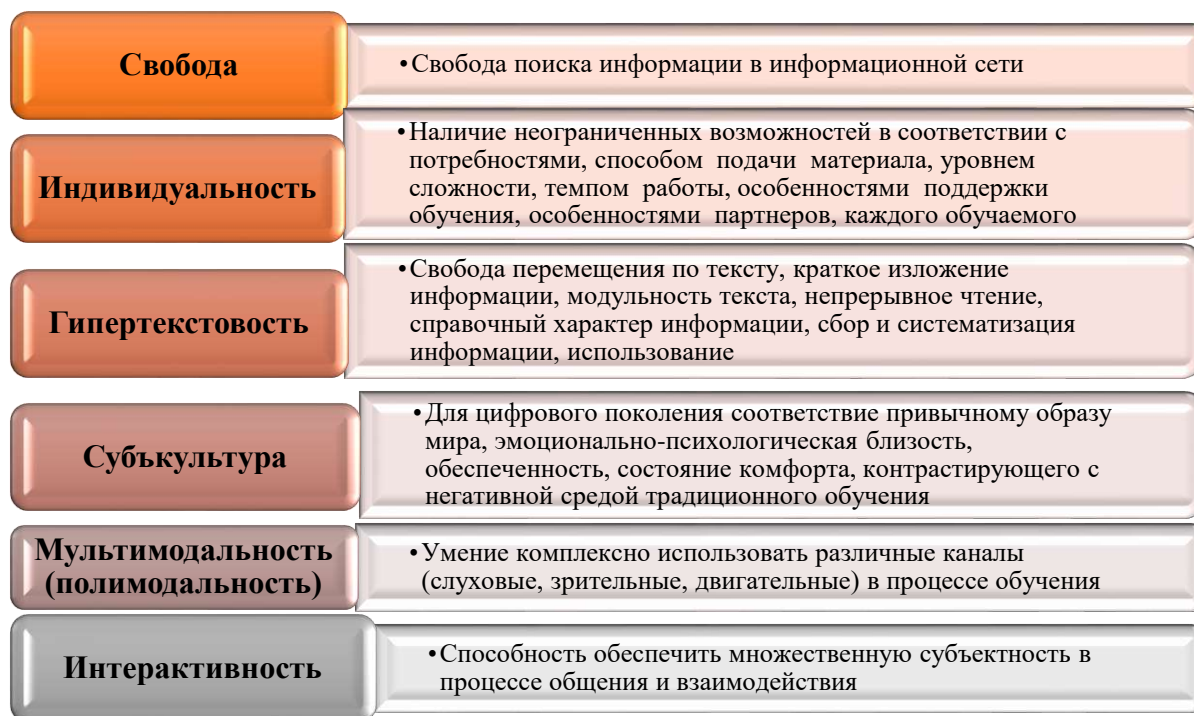 Свобода
•Свобода поиска информации в информационной сети
Индивидуальность
•Наличие неограниченных возможностей в соответствии с
потребностями, способом подачи материала, уровнем
сложности, темпом работы, особенностями поддержки
обучения, особенностями партнеров, каждого обучаемого
Гипертекстовость
•Свобода перемещения по тексту, краткое изложение
информации, модульность текста, непрерывное чтение,
справочный характер информации, сбор и систематизация
информации, использование
Субъкультура
•Для цифрового поколения соответствие привычному образу
мира, эмоционально-психологическая близость,
обеспеченность, состояние комфорта, контрастирующего с
негативной средой традиционного обучения
Мультимодальность
(полимодальность)
•Умение комплексно использовать различные каналы
(слуховые, зрительные, двигательные) в процессе обучения
Интерактивность
•Способность обеспечить множественную субъектность в
процессе общения и взаимодействия